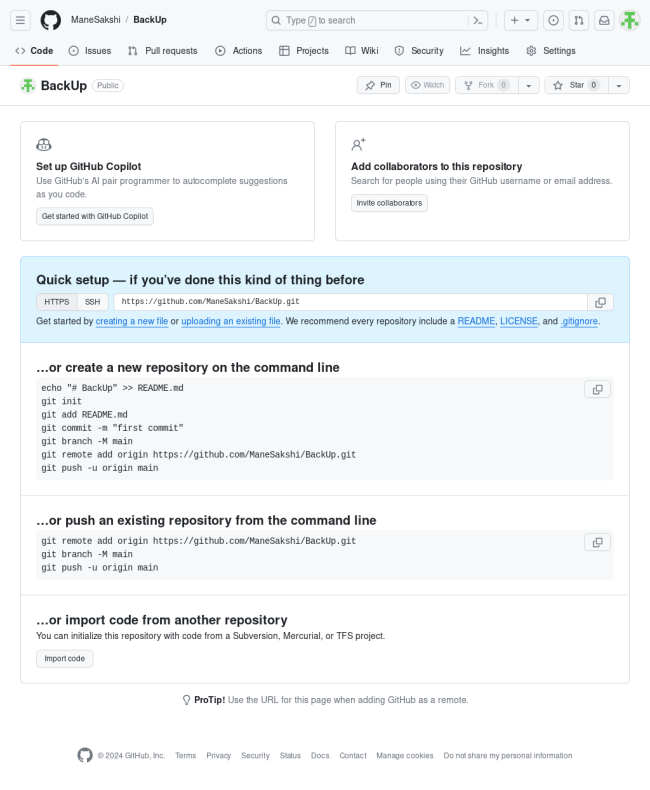 ManeSakshi / BackUp
Type / to search
Code Issues Pull requests Actions Projects Wiki Security Insights Settings
BackUp Public
Pin Watch Fork 0 Star 0
Set up GitHub Copilot
Use GitHub's AI pair programmer to autocomplete suggestions
as you code.
Get started with GitHub Copilot
Add collaborators to this repository
Search for people using their GitHub username or email address.
Invite collaborators
Quick setup — if you've done this kind of thing before
HTTPS SSH https://github.com/ManeSakshi/BackUp.git
Get started by creating a new file or uploading an existing file. We recommend every repository include a README, LICENSE, and .gitignore.
…or create a new repository on the command line
echo "# BackUp" >> README.md
git init
git add README.md
git commit -m "first commit"
git branch -M main
git remote add origin https://github.com/ManeSakshi/BackUp.git
git push -u origin main
…or push an existing repository from the command line
git remote add origin https://github.com/ManeSakshi/BackUp.git
git branch -M main
git push -u origin main
…or import code from another repository
You can initialize this repository with code from a Subversion, Mercurial, or TFS project.
Import code
ProTip! Use the URL for this page when adding GitHub as a remote.
© 2024 GitHub, Inc. Terms Privacy Security Status Docs Contact Manage cookies Do not share my personal information